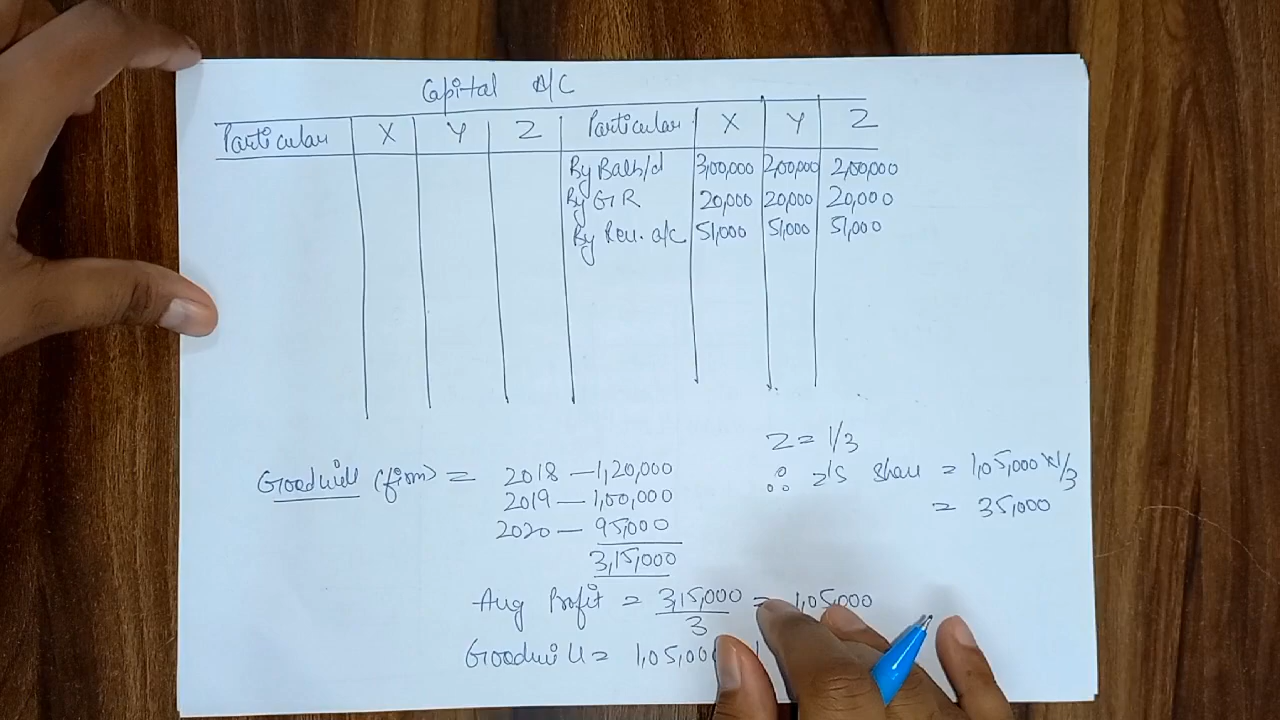 Capital A/C
Particular X Y Z Particular X Y Z
By Balb/d 3,00,000 2,00,000 2,00,000
By G R 20,000 20,000 20,000
By Rev. a/c 51,000 51,000 51,000
Z = 1/3
∴ Z'S Share = 1,05,000 x 1/3
= 35,000
Goodwill (firm) = 2018 - 1,20,000
2019 - 1,00,000
2020 - 95,000
3,15,000
Avg Profit = 3,15,000 / 3 = 1,05,000
Goodwill = 1,05,00